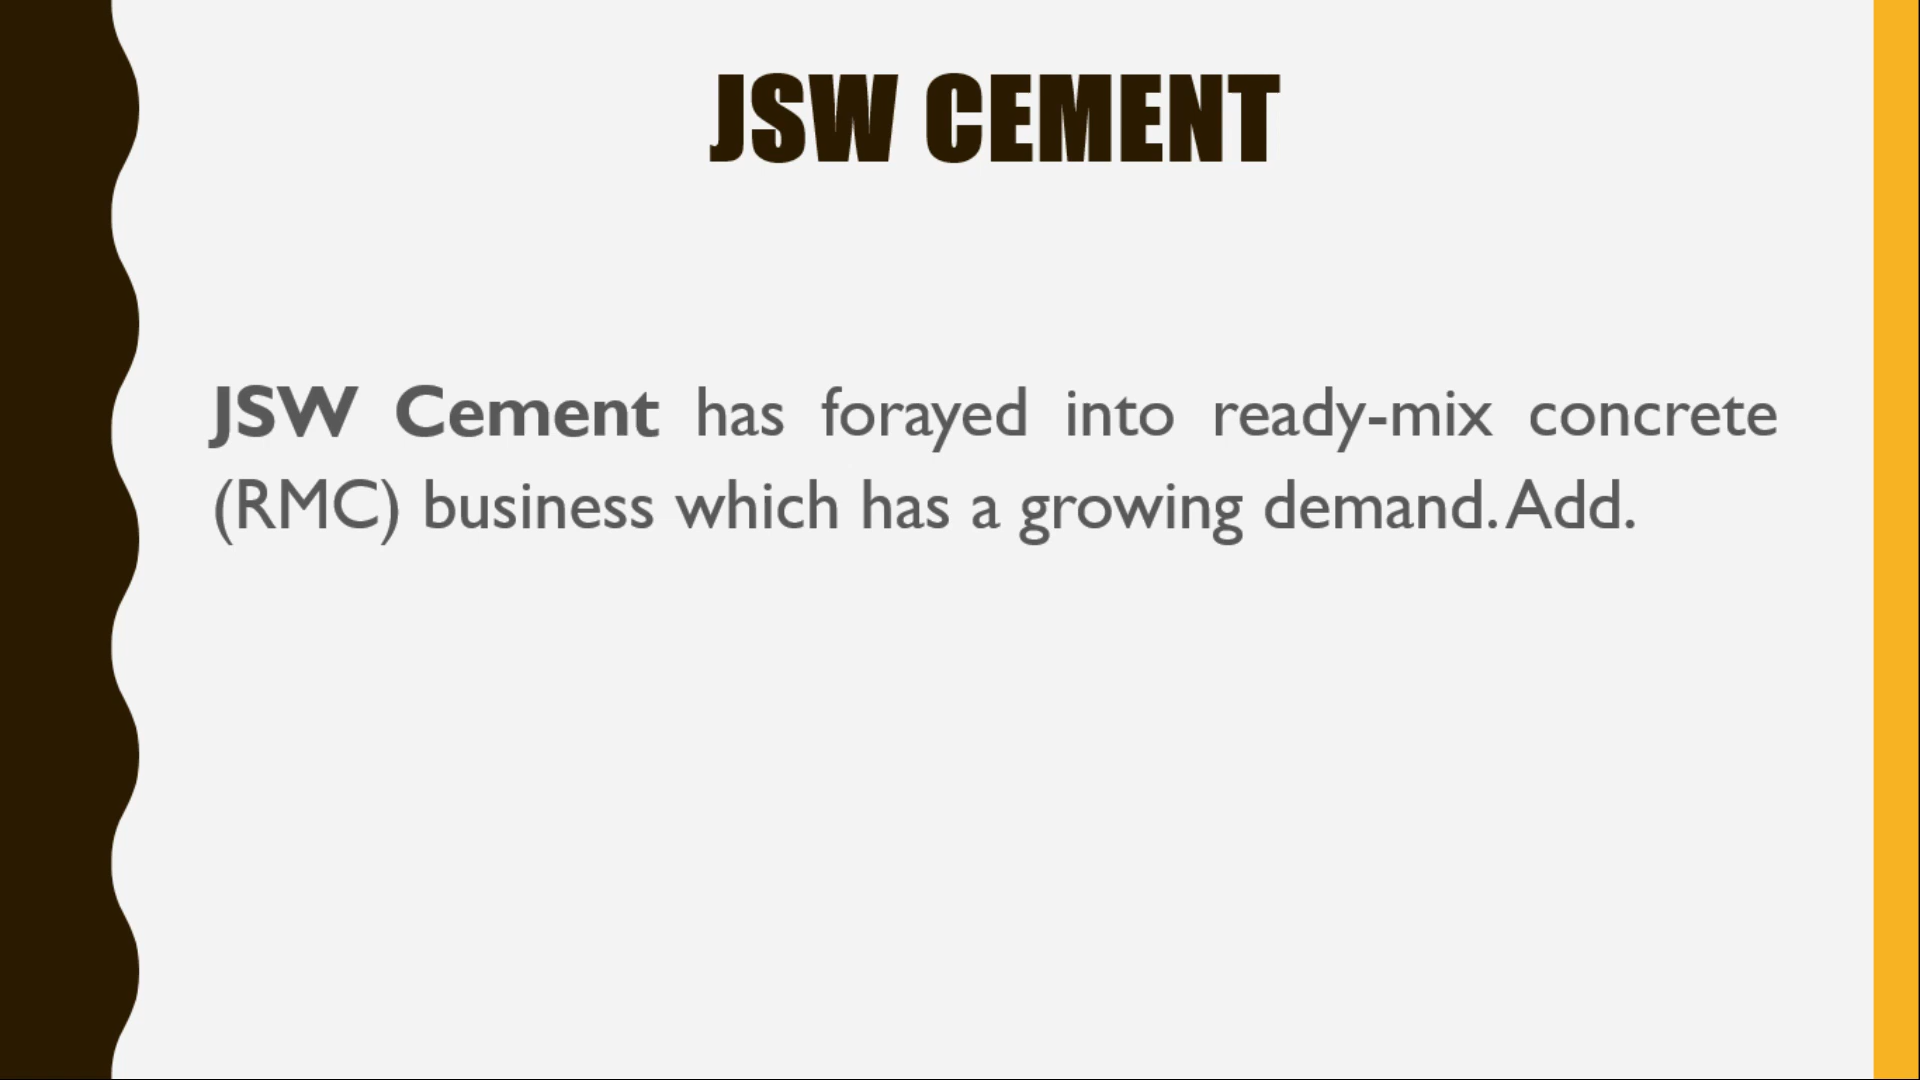 JSW CEMENT
JSW Cement has forayed into ready-mix concrete
(RMC) business which has a growing demand. Add.